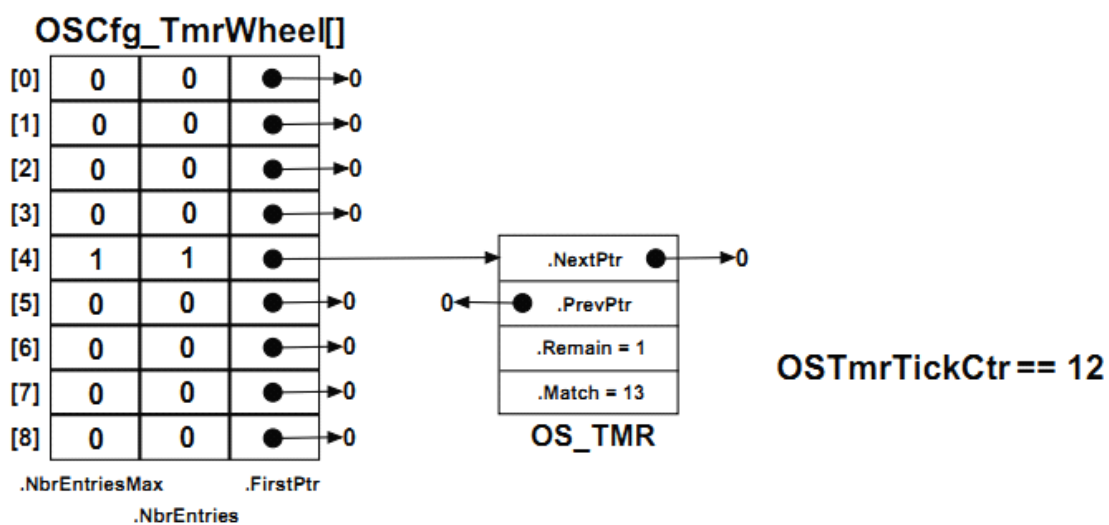 OSCfg_TmrWheel[]
[0] 0 0 0
[1] 0 0 0
[2] 0 0 0
[3] 0 0 0
[4] 1 1 .NextPtr 0
[5] 0 0 0 0 .PrevPtr
[6] 0 0 0 .Remain = 1
[7] 0 0 0 .Match = 13
[8] 0 0 0
OS_TMR
OSTmrTickCtr == 12
.NbrEntriesMax .FirstPtr
.NbrEntries